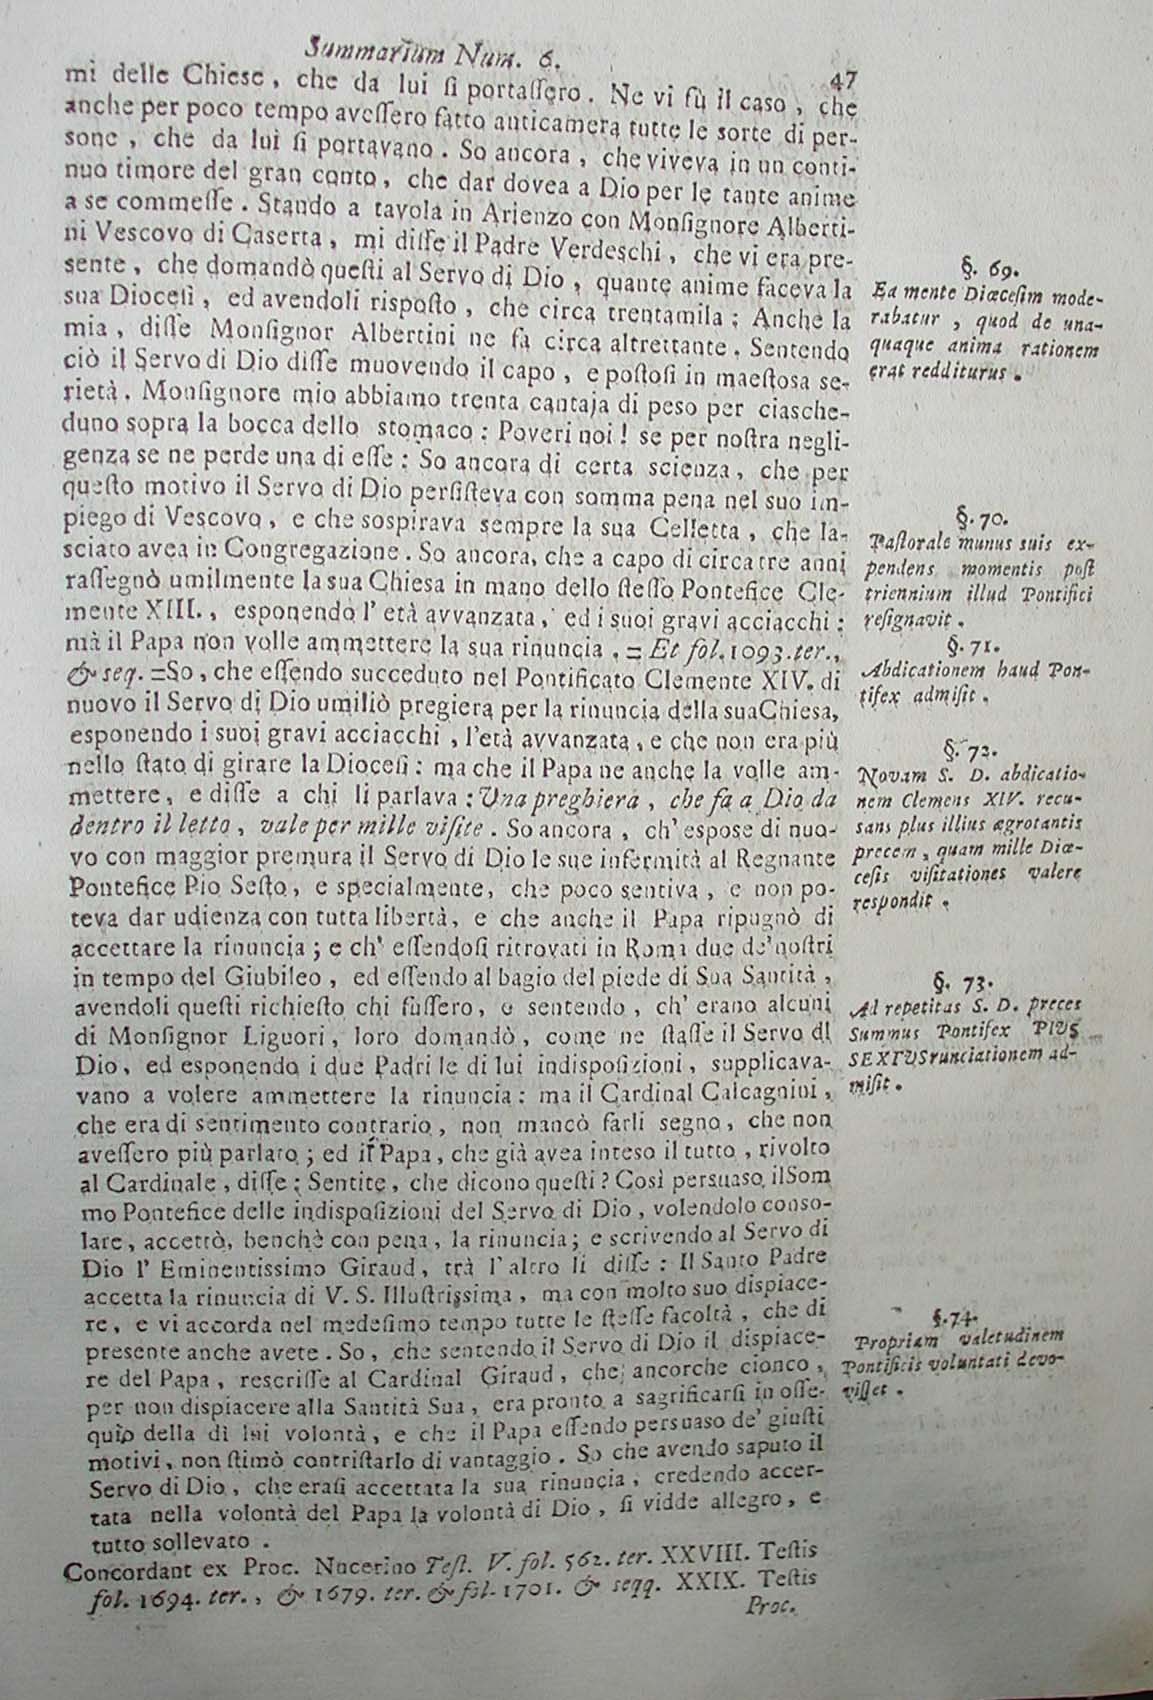 Summarium Num. 6.
47
mi delle Chiese, che da lui ſi portaſſero. Ne vi fù il caso, che
anche per poco tempo aveſſero fatto anticamera tutte le sorte di per-
sone, che da lui ſi portavano. So ancora, che viveva in un conti-
nuo timore del gran conto, che dar dovea a Dio per le tante anime
a se commeſſe. Stando a tavola in Arienzo con Monſignore Alberti-
ni Vescovo di Caserta, mi diſſe il Padre Verdeschi, che vi era pre-
sente, che domandò queſti al Servo di Dio, quante anime faceva la
sua Dioceſi, ed avendoli risposto, che circa trentamila; Anche la
mia, diſſe Monſignor Albertini ne fa circa altrettante. Sentendo
ciò il Servo di Dio diſſe muovendo il capo, e poſtoſi in maeſtosa se-
rietà. Monſignore mio abbiamo trenta cantaja di peso per ciasche-
duno sopra la bocca dello stomaco: Poveri noi! se per noſtra negli-
genza se ne perde una di eſſe: So ancora di certa scienza, che per
queſto motivo il Servo di Dio perſiſteva con somma pena nel suo im-
piego di Vescovo, e che sospirava sempre la sua Celletta, che la-
sciato avea in Congregazione. So ancora, che a capo di circa tre anni
raſſegnò umilmente la sua Chiesa in mano dello ſteſſo Pontefice Cle-
mente XIII., esponendo l' età avvanzata, ed i suoi gravi acciacchi:
mà il Papa non volle ammettere la sua rinuncia. = Et fol. 1093. ter.,
& seq. = So, che eſſendo succeduto nel Pontificato Clemente XIV. di
nuovo il Servo di Dio umiliò pregiera per la rinuncia della sua Chiesa,
esponendo i suoi gravi acciacchi, l'età avvanzata, e che non era più
nello ſtato di girare la Dioceſi: ma che il Papa ne anche la volle am-
mettere, e diſſe a chi li parlava: Una preghiera, che fa a Dio da
dentro il letto, vale per mille viſite. So ancora, ch' espose di nuo-
vo con maggior premura il Servo di Dio le sue infermità al Regnante
Pontefice Pio Seſto, e specialmente, che poco sentiva, e non po-
teva dar udienza con tutta libertà, e che anche il Papa ripugnò di
accettare la rinuncia; e ch' eſſendoſi ritrovati in Roma due de' noſtri
in tempo del Giubileo, ed eſſendo al bagio del piede di Sua Santità,
avendoli queſti richieſto chi fuſſero, e sentendo, ch' erano alcuni
di Monſignor Liguori, loro domandò, come ne ſtaſſe il Servo di
Dio, ed esponendo i due Padri le di lui indispoſizioni, supplicava-
vano a volere ammettere la rinuncia: ma il Cardinal Calcagnini,
che era di sentimento contrario, non mancò farli segno, che non
aveſſero più parlato; ed il Papa, che già avea inteso il tutto, rivolto
al Cardinale, diſſe: Sentite, che dicono queſti? Così persuaso il Som
mo Pontefice delle indispoſizioni del Servo di Dio, volendolo conso-
lare, accettò, benchè con pena, la rinuncia; e scrivendo al Servo di
Dio l' Eminentissimo Giraud, trà l' altro li diſſe: Il Santo Padre
accetta la rinuncia di V. S. Illuſtrissima, ma con molto suo dispiace-
re, e vi accorda nel medeſimo tempo tutte le ſteſſe facoltà, che di
presente anche avete. So, che sentendo il Servo di Dio il dispiace-
re del Papa, rescriſſe al Cardinal Giraud, che, ancorche cionco,
per non dispiacere alla Santità Sua, era pronto a sagrificarſi in oſſe-
quio della di lui volontà, e che il Papa eſſendo persuaso de' giuſti
motivi, non ſtimò contriſtarlo di vantaggio. So che avendo saputo il
Servo di Dio, che eraſi accettata la sua rinuncia, credendo accer-
tata nella volontà del Papa la volontà di Dio, ſi vidde allegro, e
tutto sollevato.
Concordant ex Proc. Nucerino Teſt. V. fol. 562. ter. XXVIII. Teſtis
fol. 1694. ter., & 1679. ter. & fol. 1701. & seqq. XXIX. Teſtis
Proc.
§. 69.
Ea mente Diœceſim mode-
rabatur, quod de una-
quaque anima rationem
erat redditurus.
§. 70.
Paſtorale munus suis ex-
pendens momentis poſt
triennium illud Pontifici
reſignavit.
§. 71.
Abdicationem haud Pon-
tifex admiſit.
§. 72.
Novam S. D. abdicatio-
nem Clemens XIV. recu-
sans plus illius ægrotantis
precem, quam mille Diœ-
ceſis viſitationes valere
respondit.
§. 73.
Ad repetitas S. D. preces
Summus Pontifex PIUS
SEXTUS runciationem ad-
miſit.
§. 74.
Propriam valetudinem
Pontificis voluntati devo-
viſſet.